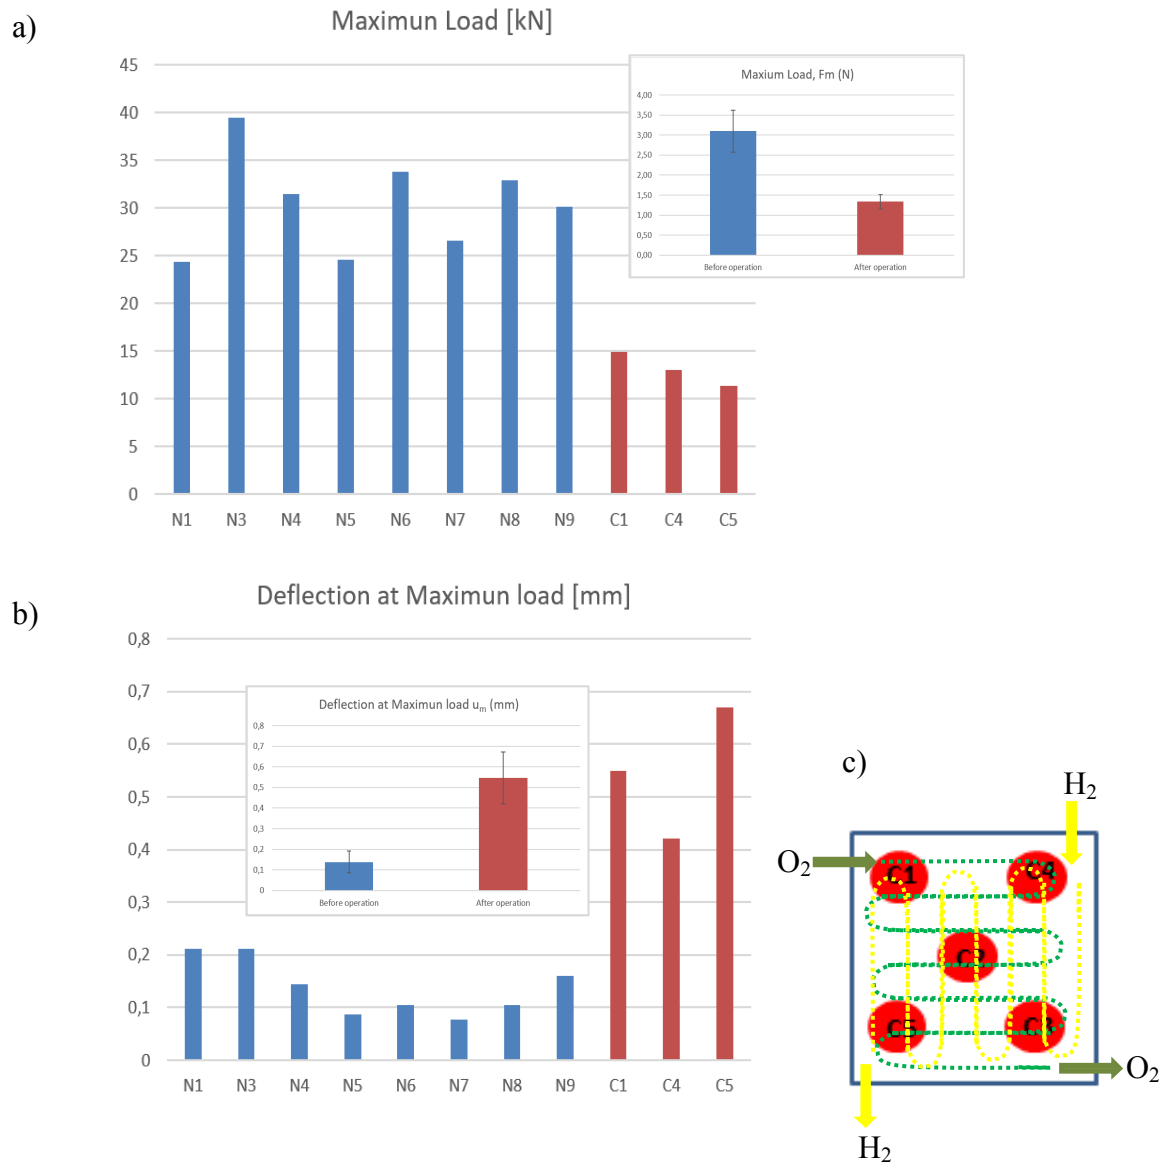 a)
Maximun Load [kN]
45
40
35
30
25
20
15
10
5
0
N1 N3 N4 N5 N6 N7 N8 N9 C1 C4 C5
Maxium Load, Fm (N)
4,00
3,50
3,00
2,50
2,00
1,50
1,00
0,50
0,00
Before operation After operation
b)
Deflection at Maximun load [mm]
0,8
0,7
0,6
0,5
0,4
0,3
0,2
0,1
0
N1 N3 N4 N5 N6 N7 N8 N9 C1 C4 C5
Deflection at Maximun load uₘ (mm)
0,8
0,7
0,6
0,5
0,4
0,3
0,2
0,1
0
Before operation After operation
c)
H₂
O₂
C1 C4
C2
C5 C3
O₂
H₂